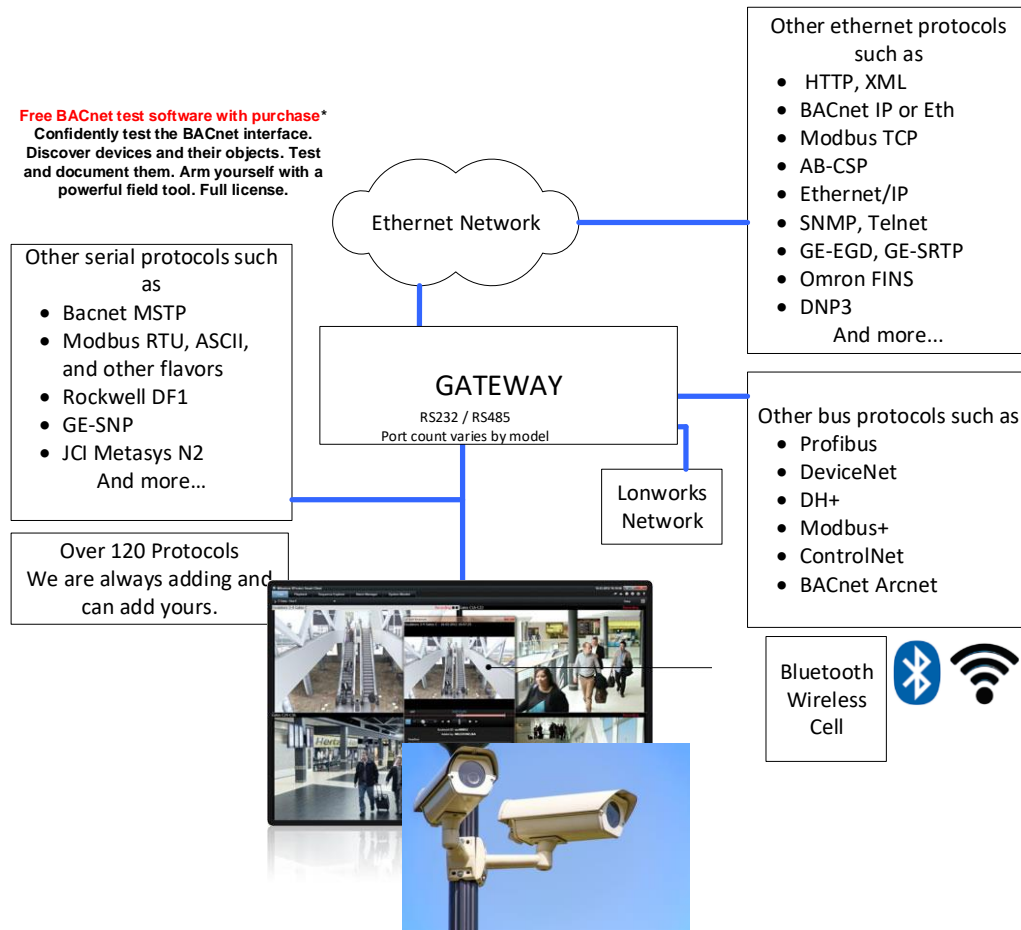 Free BACnet test software with purchase*
Confidently test the BACnet interface.
Discover devices and their objects. Test
and document them. Arm yourself with a
powerful field tool. Full license.
Other ethernet protocols
such as
• HTTP, XML
• BACnet IP or Eth
• Modbus TCP
• AB-CSP
• Ethernet/IP
• SNMP, Telnet
• GE-EGD, GE-SRTP
• Omron FINS
• DNP3
And more...
Ethernet Network
Other serial protocols such
as
• Bacnet MSTP
• Modbus RTU, ASCII,
and other flavors
• Rockwell DF1
• GE-SNP
• JCI Metasys N2
And more...
GATEWAY
RS232 / RS485
Port count varies by model
Other bus protocols such as
• Profibus
• DeviceNet
• DH+
• Modbus+
• ControlNet
• BACnet Arcnet
Lonworks
Network
Over 120 Protocols
We are always adding and
can add yours.
Bluetooth
Wireless
Cell